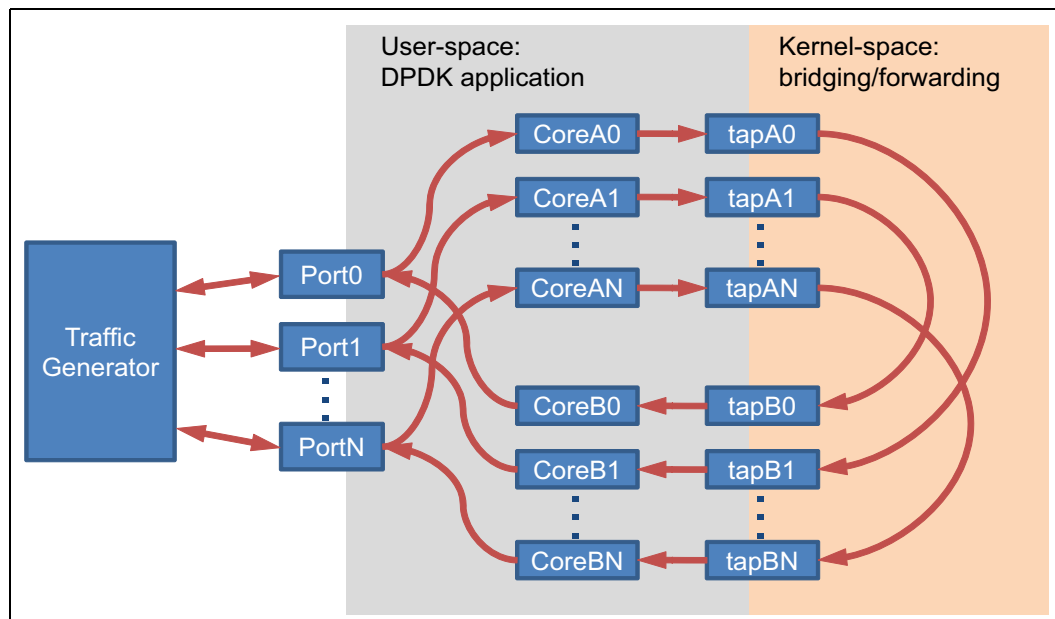 User-space:
DPDK application
Kernel-space:
bridging/forwarding
CoreA0
tapA0
CoreA1
tapA1
Port0
CoreAN
tapAN
Traffic
Generator
Port1
CoreB0
tapB0
PortN
CoreB1
tapB1
CoreBN
tapBN